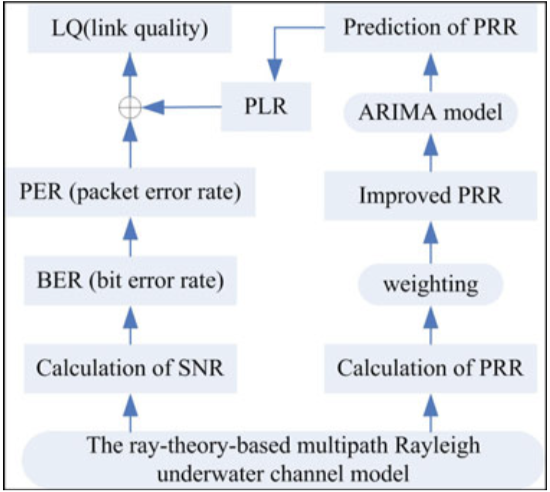 LQ(link quality)
Prediction of PRR
PLR
ARIMA model
PER (packet error rate)
Improved PRR
BER (bit error rate)
weighting
Calculation of SNR
Calculation of PRR
The ray-theory-based multipath Rayleigh
underwater channel model